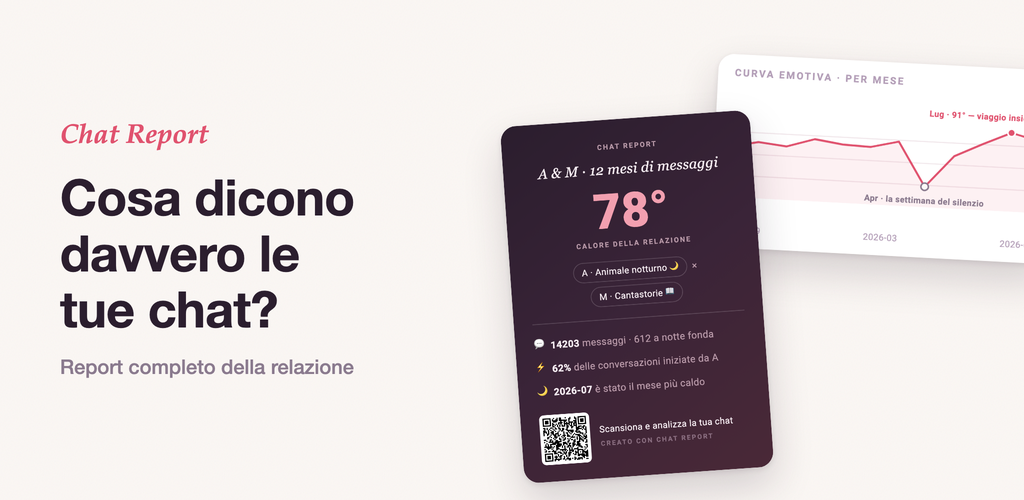 Chat Report
Cosa dicono
davvero le
tue chat?
Report completo della relazione
CHAT REPORT
A & M · 12 mesi di messaggi
78°
CALORE DELLA RELAZIONE
A · Animale notturno 🌙 ×
M · Cantastorie 📖
💬 14203 messaggi · 612 a notte fonda
⚡ 62% delle conversazioni iniziate da A
🌙 2026-07 è stato il mese più caldo
Scansiona e analizza la tua chat
CREATO CON CHAT REPORT
CURVA EMOTIVA · PER MESE
Lug · 91° — viaggio
Apr · la settimana del silenzio
2026-03